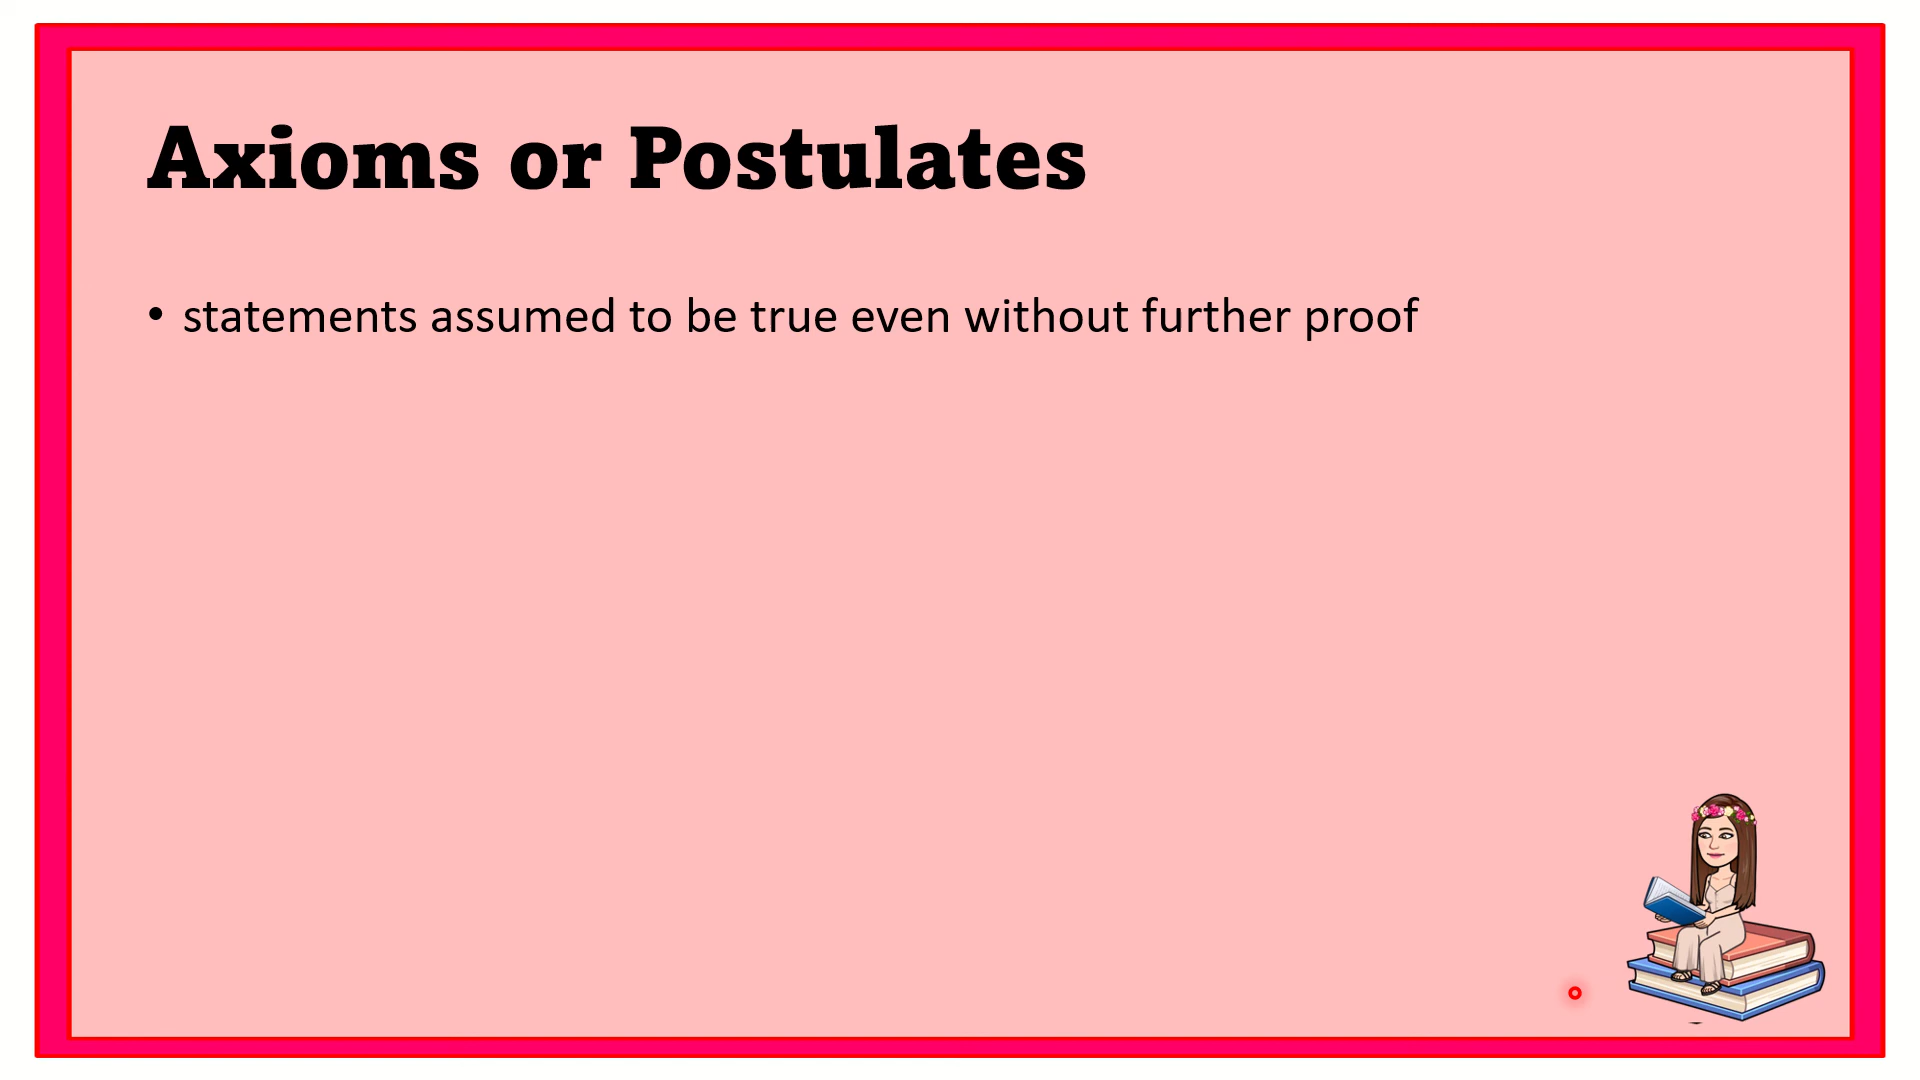 Axioms or Postulates
• statements assumed to be true even without further proof